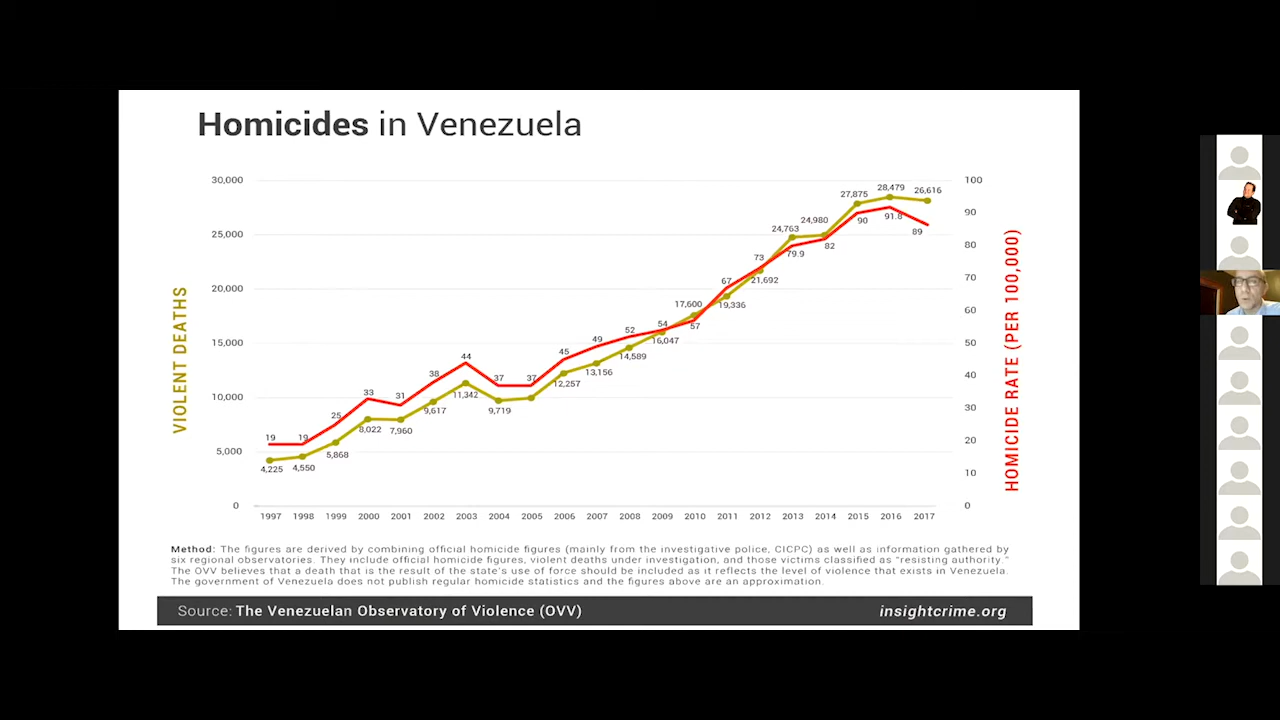 Homicides in Venezuela
30,000
25,000
20,000
15,000
10,000
5,000
0
VIOLENT DEATHS
100
90
80
70
60
50
40
30
20
10
0
HOMICIDE RATE (PER 100,000)
19 19 25 33 31 38 44 37 37 45 49 52 54 57 67 73 79.9 82 90 91.8 89
4,225 4,550 5,868 8,022 7,960 9,617 11,342 9,719 12,257 13,156 14,589 16,047 17,600 19,336 21,692 24,763 24,980 27,875 28,479 26,616
1997 1998 1999 2000 2001 2002 2003 2004 2005 2006 2007 2008 2009 2010 2011 2012 2013 2014 2015 2016 2017
Method: The figures are derived by combining official homicide figures (mainly from the investigative police, CICPC) as well as information gathered by
six regional observatories. They include official homicide figures, violent deaths under investigation, and those victims classified as "resisting authority."
The OVV believes that a death that is the result of the state's use of force should be included as it reflects the level of violence that exists in Venezuela.
The government of Venezuela does not publish regular homicide statistics and the figures above are an approximation.
Source: The Venezuelan Observatory of Violence (OVV)
insightcrime.org